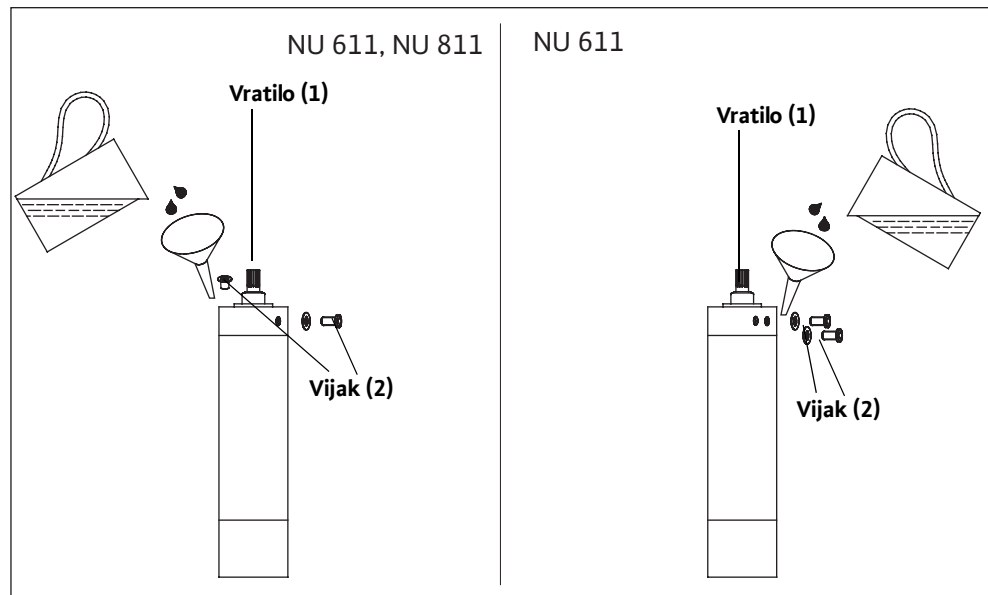 NU 611, NU 811
Vratilo (1)
Vijak (2)
NU 611
Vratilo (1)
Vijak (2)